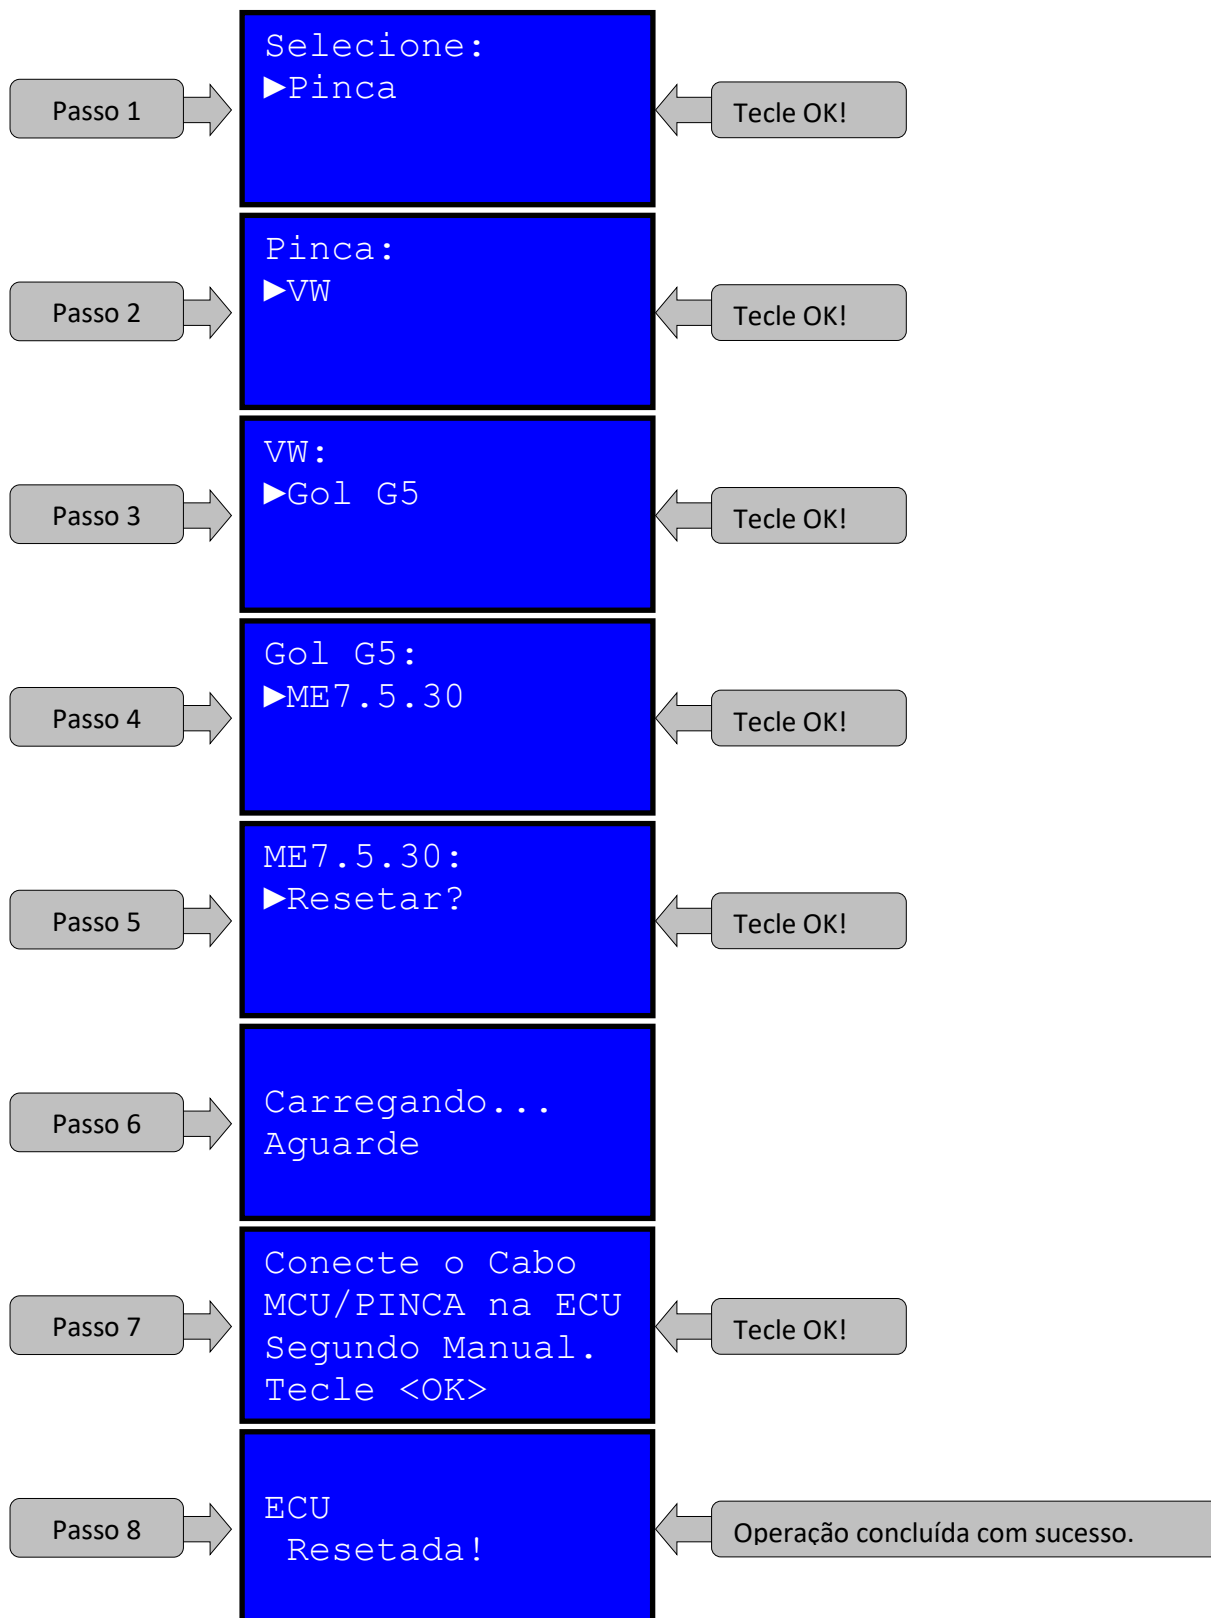 Passo 1
Selecione:
►Pinca
Tecle OK!
Passo 2
Pinca:
►VW
Tecle OK!
Passo 3
VW:
►Gol G5
Tecle OK!
Passo 4
Gol G5:
►ME7.5.30
Tecle OK!
Passo 5
ME7.5.30:
►Resetar?
Tecle OK!
Passo 6
Carregando...
Aguarde
Passo 7
Conecte o Cabo
MCU/PINCA na ECU
Segundo Manual.
Tecle <OK>
Tecle OK!
Passo 8
ECU
Resetada!
Operação concluída com sucesso.